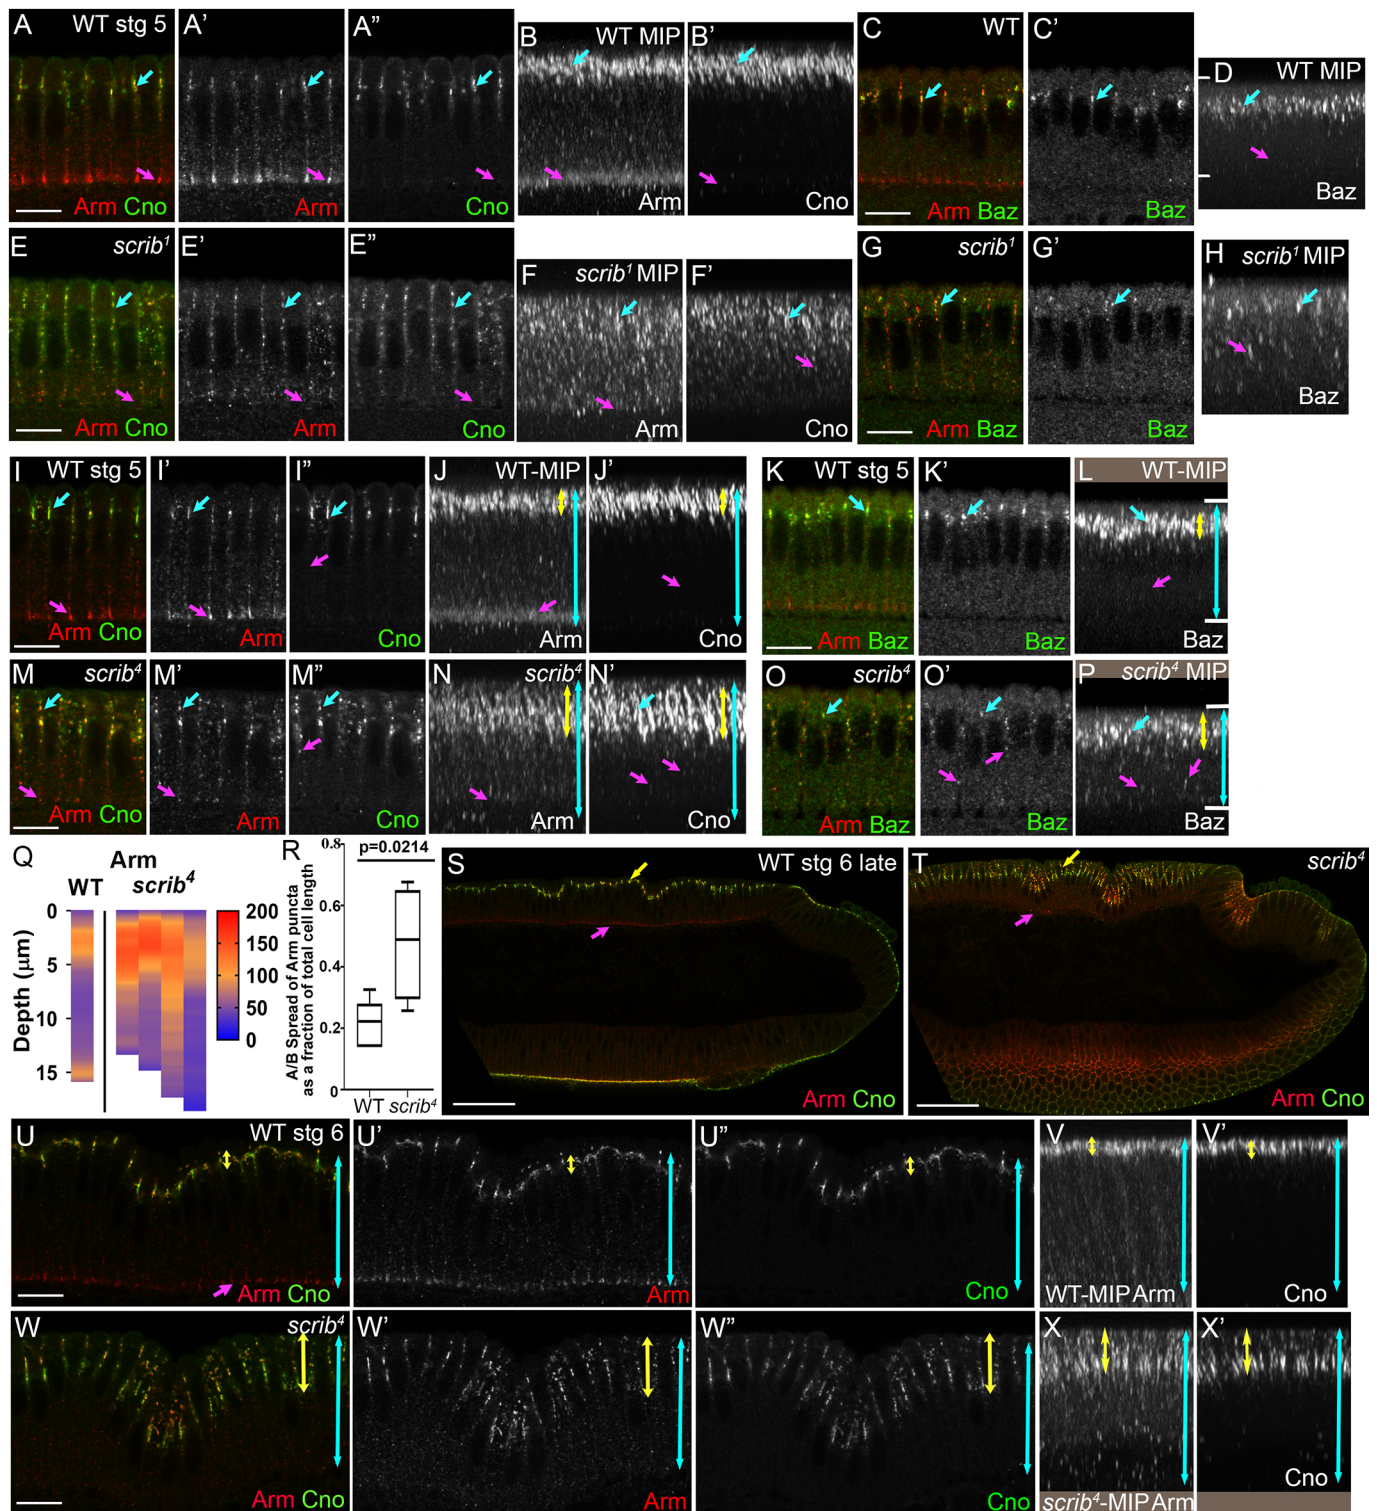 A WT stg 5 Arm Cno
A' Arm
A" Cno
B WT MIP Arm
B' Cno
C WT Arm Baz
C' Baz
D WT MIP Baz
E scrib¹ Arm Cno
E' Arm
E" Cno
F scrib¹ MIP Arm
F' Cno
G scrib¹ Arm Baz
G' Baz
H scrib¹ MIP Baz
I WT stg 5 Arm Cno
I' Arm
I" Cno
J WT-MIP Arm
J' Cno
K WT stg 5 Arm Baz
K' Baz
L WT-MIP Baz
M scrib⁴ Arm Cno
M' Arm
M" Cno
N scrib⁴ Arm
N' Cno
O scrib⁴ Arm Baz
O' Baz
P scrib⁴ MIP Baz
Q Arm
WT scrib⁴
Depth (μm)
0
5
10
15
200
150
100
50
0
R
p=0.0214
A/B Spread of Arm puncta
as a fraction of total cell length
0.8
0.6
0.4
0.2
0
WT scrib⁴
S WT stg 6 late Arm Cno
T scrib⁴ Arm Cno
U WT stg 6 Arm Cno
U' Arm
U" Cno
V WT-MIP Arm
V' Cno
W scrib⁴ Arm Cno
W' Arm
W" Cno
X scrib⁴-MIP Arm
X' Cno